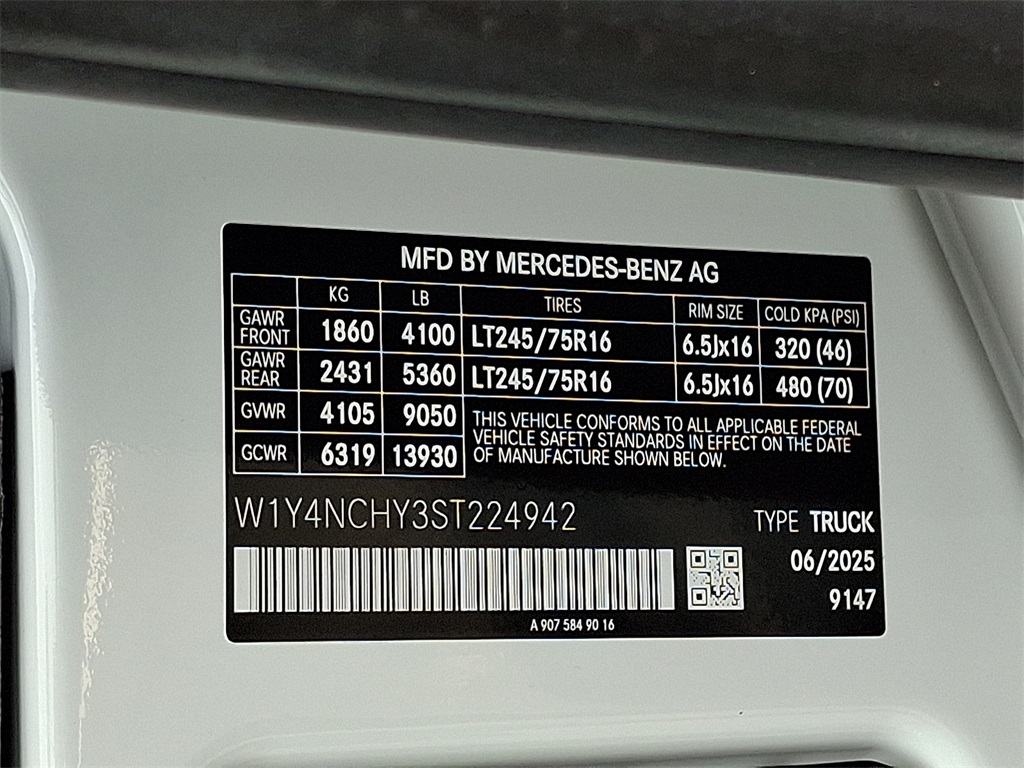 MFD BY MERCEDES-BENZ AG
KG LB TIRES RIM SIZE COLD KPA (PSI)
GAWR FRONT 1860 4100 LT245/75R16 6.5Jx16 320 (46)
GAWR REAR 2431 5360 LT245/75R16 6.5Jx16 480 (70)
GVWR 4105 9050
GCWR 6319 13930
THIS VEHICLE CONFORMS TO ALL APPLICABLE FEDERAL
VEHICLE SAFETY STANDARDS IN EFFECT ON THE DATE
OF MANUFACTURE SHOWN BELOW.
W1Y4NCHY3ST224942
TYPE TRUCK
06/2025
9147
A 907 584 90 16